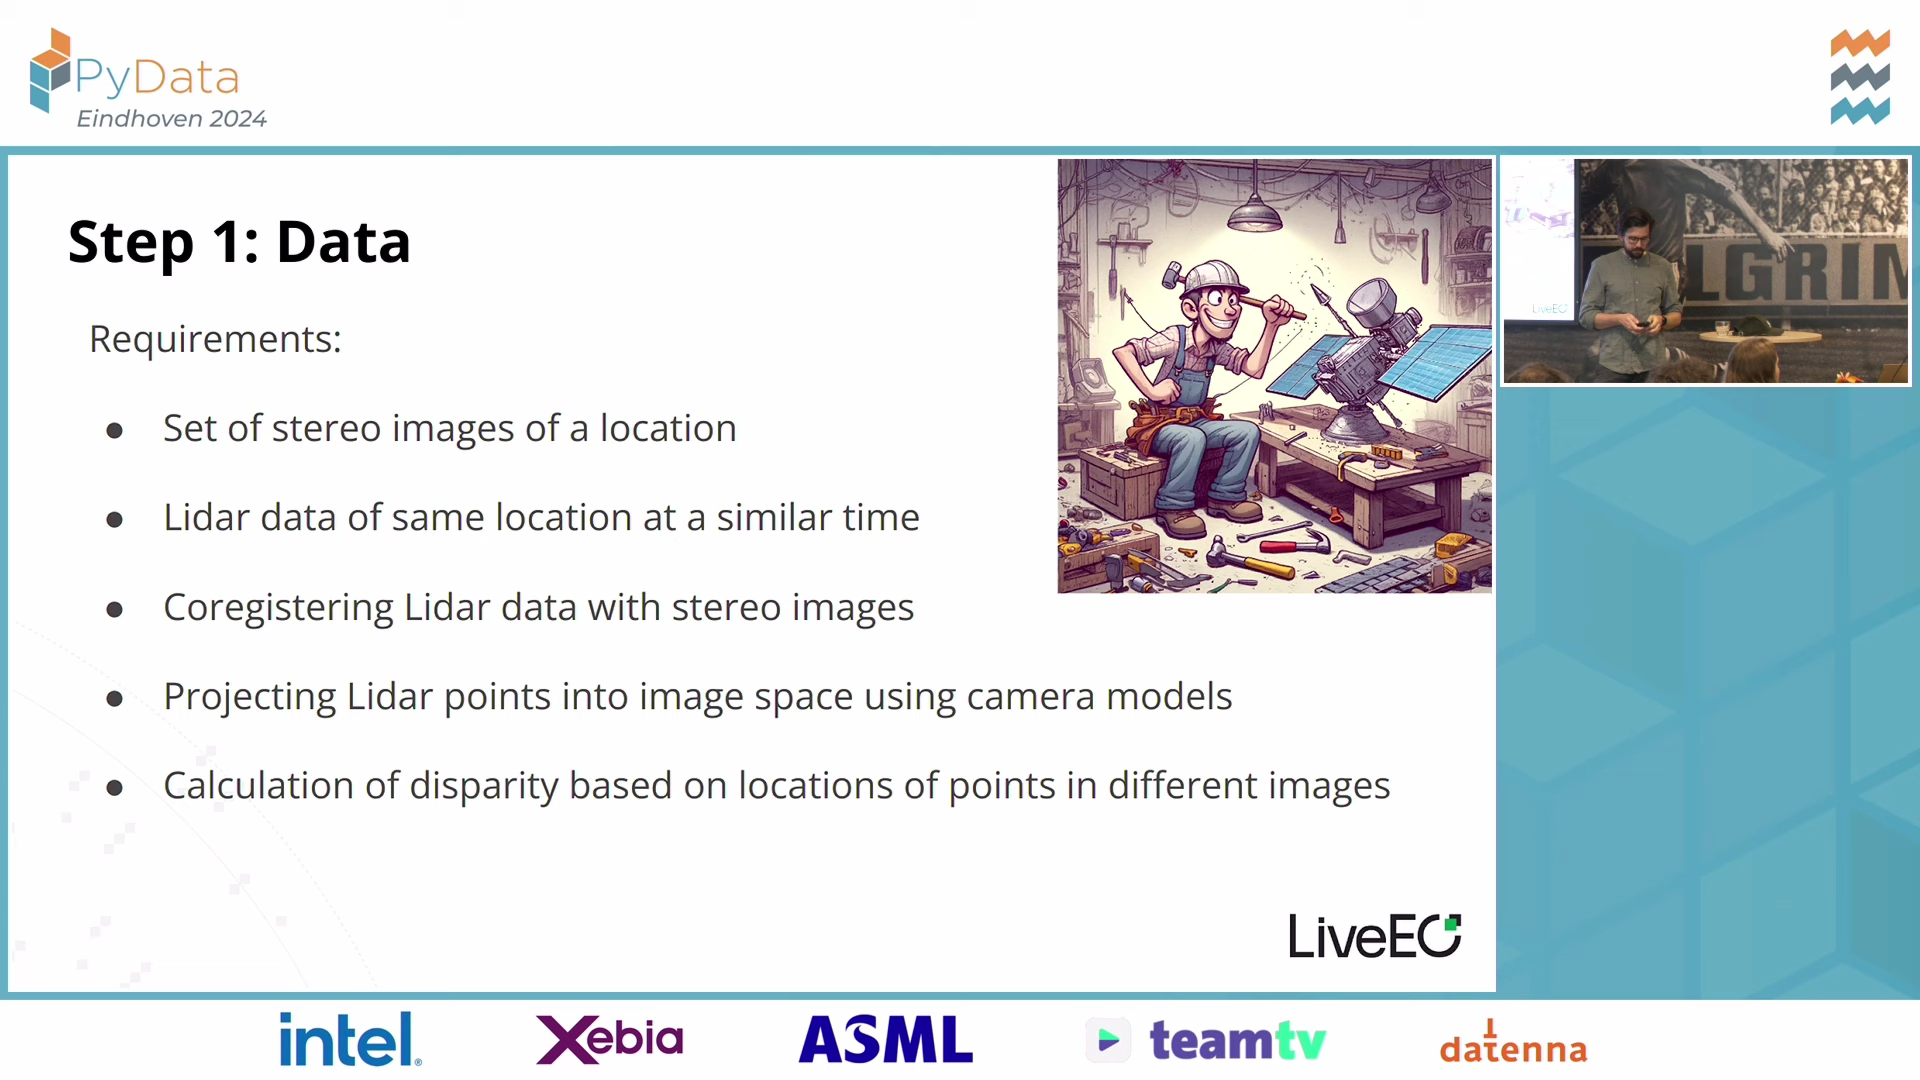 PyData
Eindhoven 2024
Step 1: Data
Requirements:
● Set of stereo images of a location
● Lidar data of same location at a similar time
● Coregistering Lidar data with stereo images
● Projecting Lidar points into image space using camera models
● Calculation of disparity based on locations of points in different images
LiveEO
LiveEO
LGRIM
intel
Xebia
ASML
teamtv
datenna